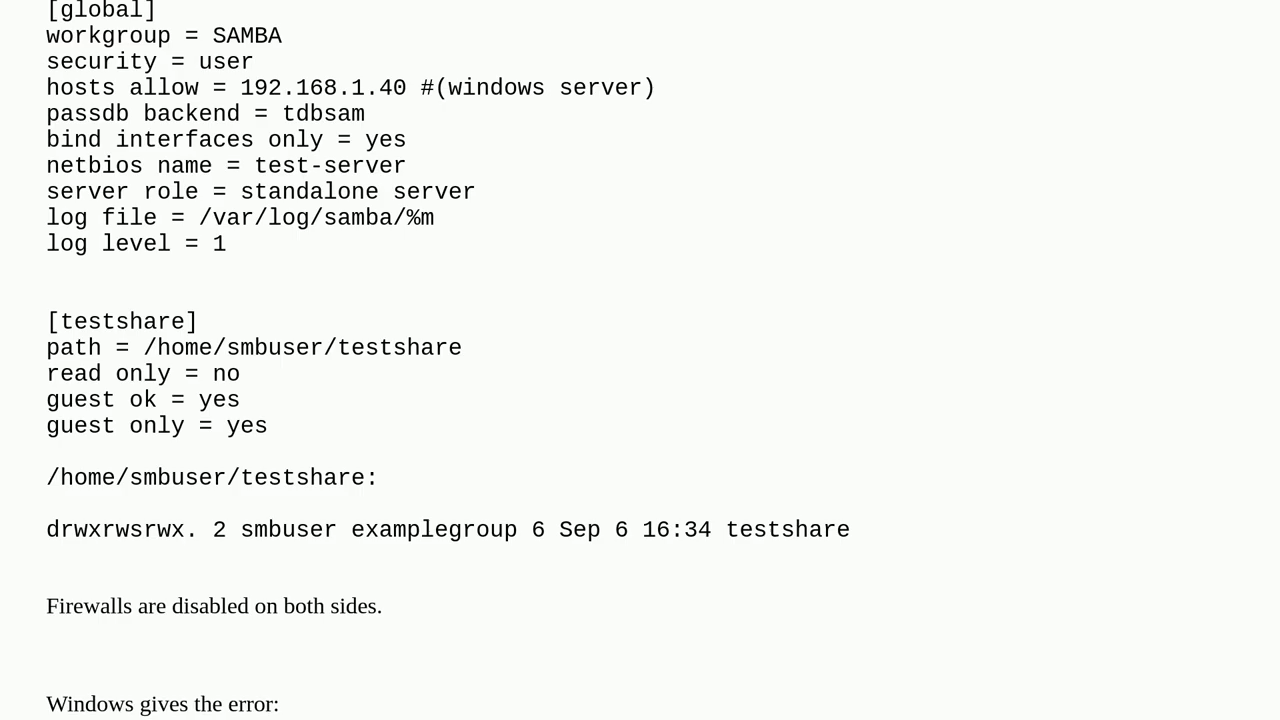 [global]
workgroup = SAMBA
security = user
hosts allow = 192.168.1.40 #(windows server)
passdb backend = tdbsam
bind interfaces only = yes
netbios name = test-server
server role = standalone server
log file = /var/log/samba/%m
log level = 1
[testshare]
path = /home/smbuser/testshare
read only = no
guest ok = yes
guest only = yes
/home/smbuser/testshare:
drwxrwsrwx. 2 smbuser examplegroup 6 Sep 6 16:34 testshare
Firewalls are disabled on both sides.
Windows gives the error: